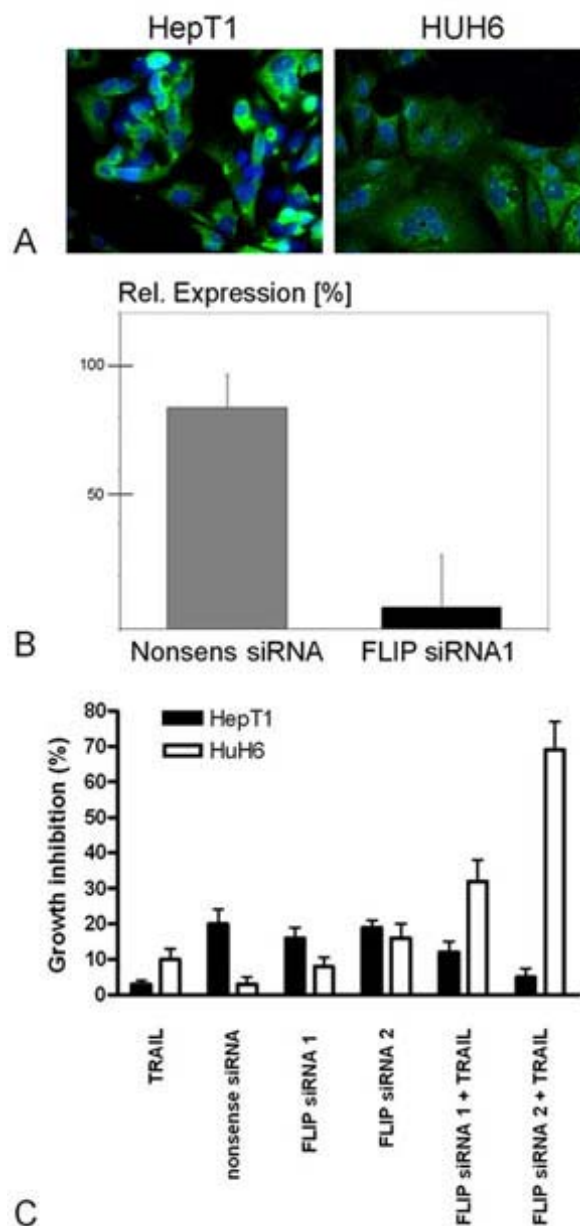 HepT1 HUH6
A
Rel. Expression [%]
100
50
Nonsens siRNA FLIP siRNA1
B
80
70
60
50
40
30
20
10
0
Growth inhibition (%)
HepT1
HuH6
TRAIL
nonsense siRNA
FLIP siRNA 1
FLIP siRNA 2
FLIP siRNA 1 + TRAIL
FLIP siRNA 2 + TRAIL
C